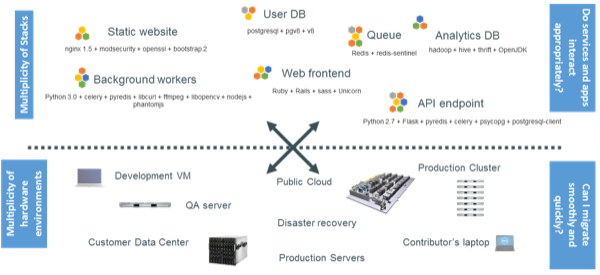 Multiplicity of Stacks
Static website
nginx 1.5 + modsecurity + openssl + bootstrap 2
User DB
postgresql + pgv8 + v8
Queue
Redis + redis-sentinel
Analytics DB
hadoop + hive + thrift + OpenJDK
Background workers
Python 3.0 + celery + pyredis + libcurl + ffmpeg + libopencv + nodejs +
phantomjs
Web frontend
Ruby + Rails + sass + Unicorn
API endpoint
Python 2.7 + Flask + pyredis + celery + psycopg + postgresql-client
Do services and apps
interact
appropriately?
Multiplicity of
hardware
environments
Development VM
QA server
Customer Data Center
Public Cloud
Disaster recovery
Production Servers
Production Cluster
Contributor's laptop
Can I migrate
smoothly and
quickly?